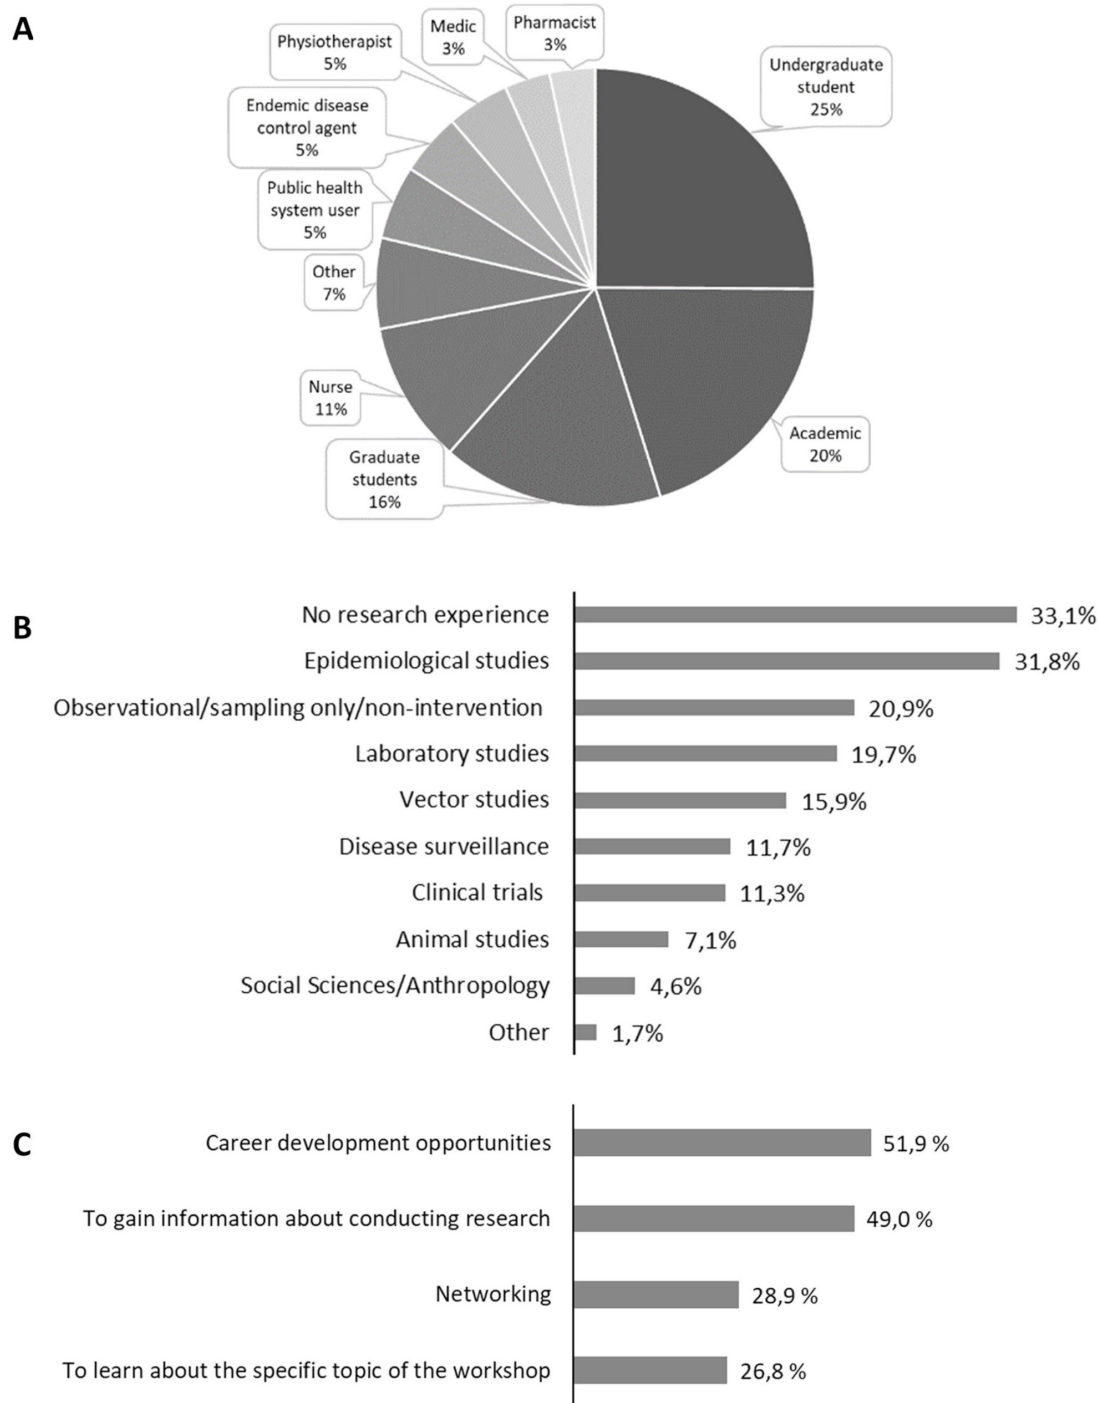 A
Medic
3%
Pharmacist
3%
Physiotherapist
5%
Undergraduate
student
25%
Endemic disease
control agent
5%
Public health
system user
5%
Other
7%
Nurse
11%
Academic
20%
Graduate
students
16%
B
No research experience 33,1%
Epidemiological studies 31,8%
Observational/sampling only/non-intervention 20,9%
Laboratory studies 19,7%
Vector studies 15,9%
Disease surveillance 11,7%
Clinical trials 11,3%
Animal studies 7,1%
Social Sciences/Anthropology 4,6%
Other 1,7%
C
Career development opportunities 51,9 %
To gain information about conducting research 49,0 %
Networking 28,9 %
To learn about the specific topic of the workshop 26,8 %